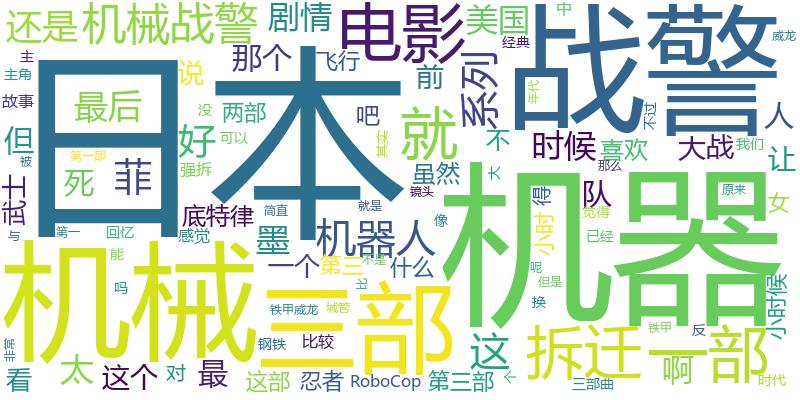 还是
机械战警
剧情
电影
美国
中
战警
威龙
经典
主
主角
说
那个
飞行
前
系列
年代
不过
故事
日本
最后
没
两部
吧
就
人
但
好
可以
其实
不
时候
喜欢
大战
让
被
第一部
死
菲
强拆
虽然
大
我们
那么
武士
底特律
简直
就是
镜头
队
得
原来
女
与
第一
回忆
感觉
墨
机器人
像
小时
觉得
已经
机器
能
一个
第三
不是
什么
机械
三部
吗
比
呢
但是
小时候
铁甲威龙
城管
换
这
拆迁
一部
铁甲
反
非常
钢铁
比较
看
太
这个
对
最
这部
忍者
RoboCop
第三部
个
三部曲
啊
时代